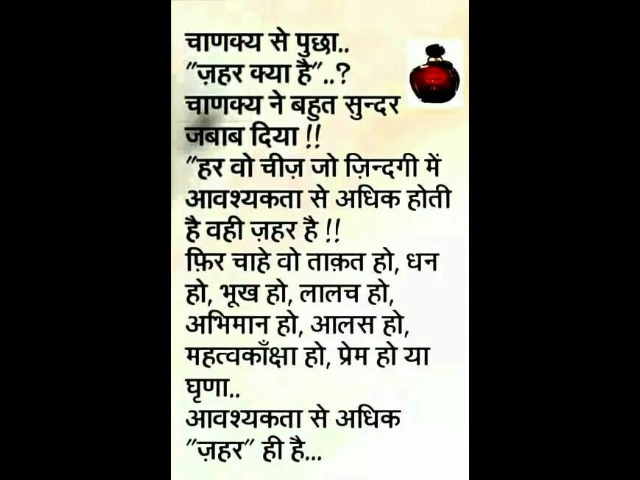 चाणक्य से पुछा..
"ज़हर क्या है"..?
चाणक्य ने बहुत सुन्दर
जबाब दिया !!
"हर वो चीज़ जो ज़िन्दगी में
आवश्यकता से अधिक होती
है वही ज़हर है !!
फ़िर चाहे वो ताक़त हो, धन
हो, भूख हो, लालच हो,
अभिमान हो, आलस हो,
महत्वकाँक्षा हो, प्रेम हो या
घृणा..
आवश्यकता से अधिक
"ज़हर" ही है...